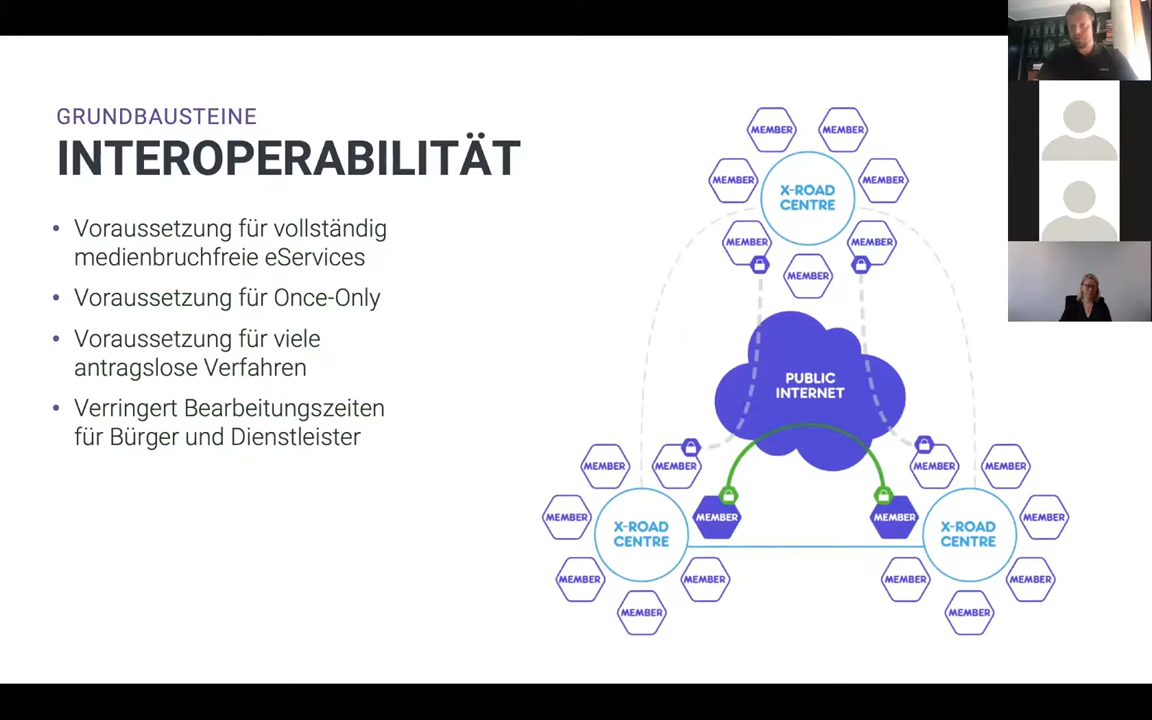 GRUNDBAUSTEINE
INTEROPERABILITÄT
• Voraussetzung für vollständig
medienbruchfreie eServices
• Voraussetzung für Once-Only
• Voraussetzung für viele
antragslose Verfahren
• Verringert Bearbeitungszeiten
für Bürger und Dienstleister
MEMBER
MEMBER
MEMBER
X-ROAD
CENTRE
MEMBER
MEMBER
MEMBER
MEMBER
PUBLIC
INTERNET
MEMBER
MEMBER
MEMBER
MEMBER
X-ROAD
CENTRE
MEMBER
MEMBER
MEMBER
MEMBER
MEMBER
MEMBER
MEMBER
X-ROAD
CENTRE
MEMBER
MEMBER
MEMBER
MEMBER